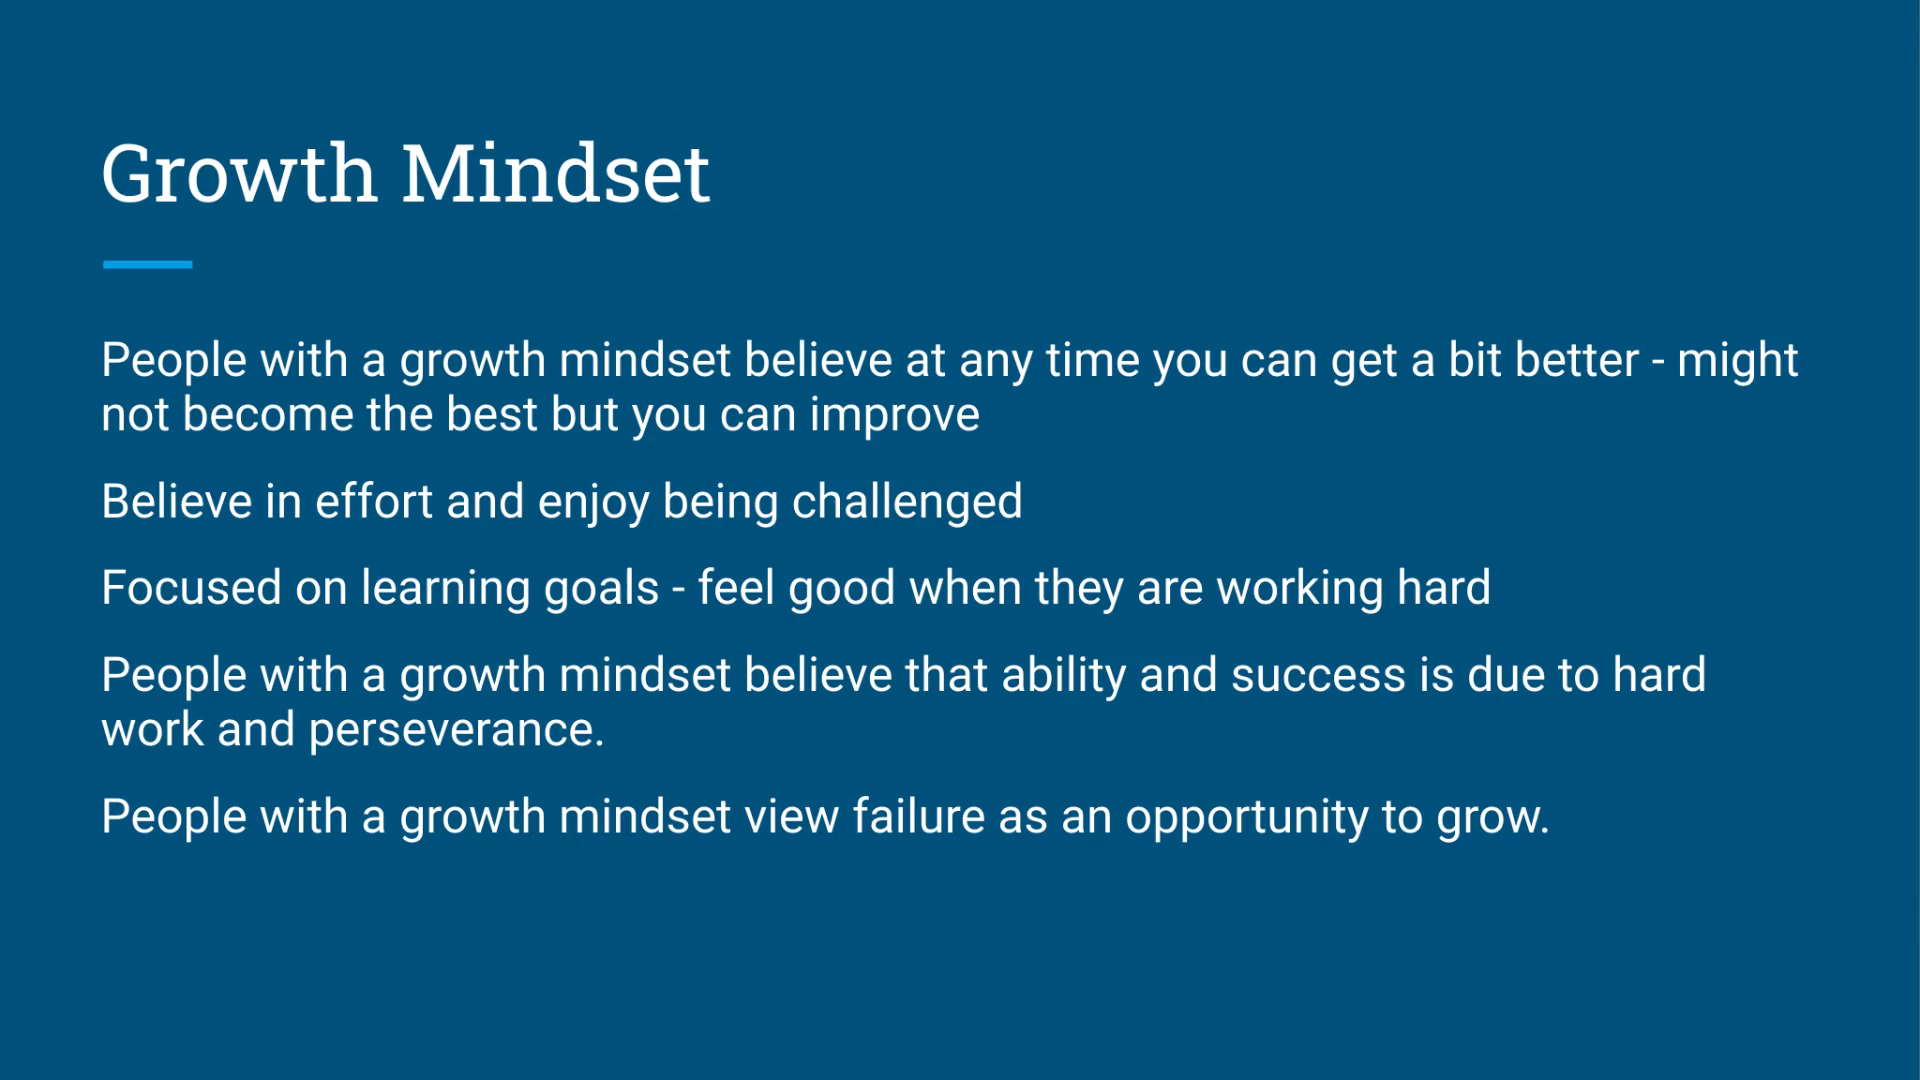 Growth Mindset
People with a growth mindset believe at any time you can get a bit better - might
not become the best but you can improve
Believe in effort and enjoy being challenged
Focused on learning goals - feel good when they are working hard
People with a growth mindset believe that ability and success is due to hard
work and perseverance.
People with a growth mindset view failure as an opportunity to grow.